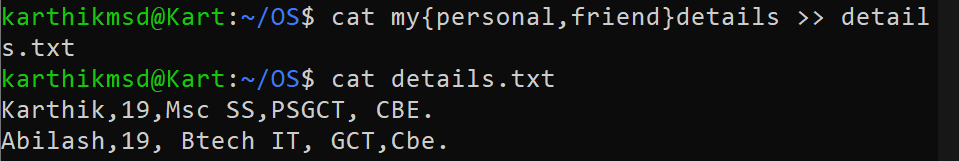 karthikmsd@Kart:~/OS$ cat my{personal,friend}details >> detail
s.txt
karthikmsd@Kart:~/OS$ cat details.txt
Karthik,19,Msc SS,PSGCT, CBE.
Abilash,19, Btech IT, GCT,Cbe.